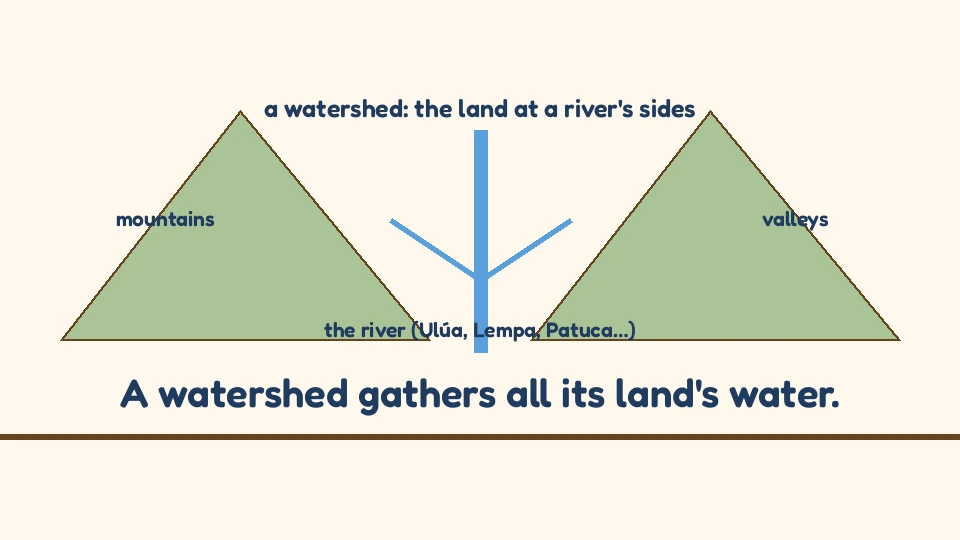 a watershed: the land at a river's sides
mountains
valleys
the river (Ulúa, Lempa, Patuca...)
A watershed gathers all its land's water.